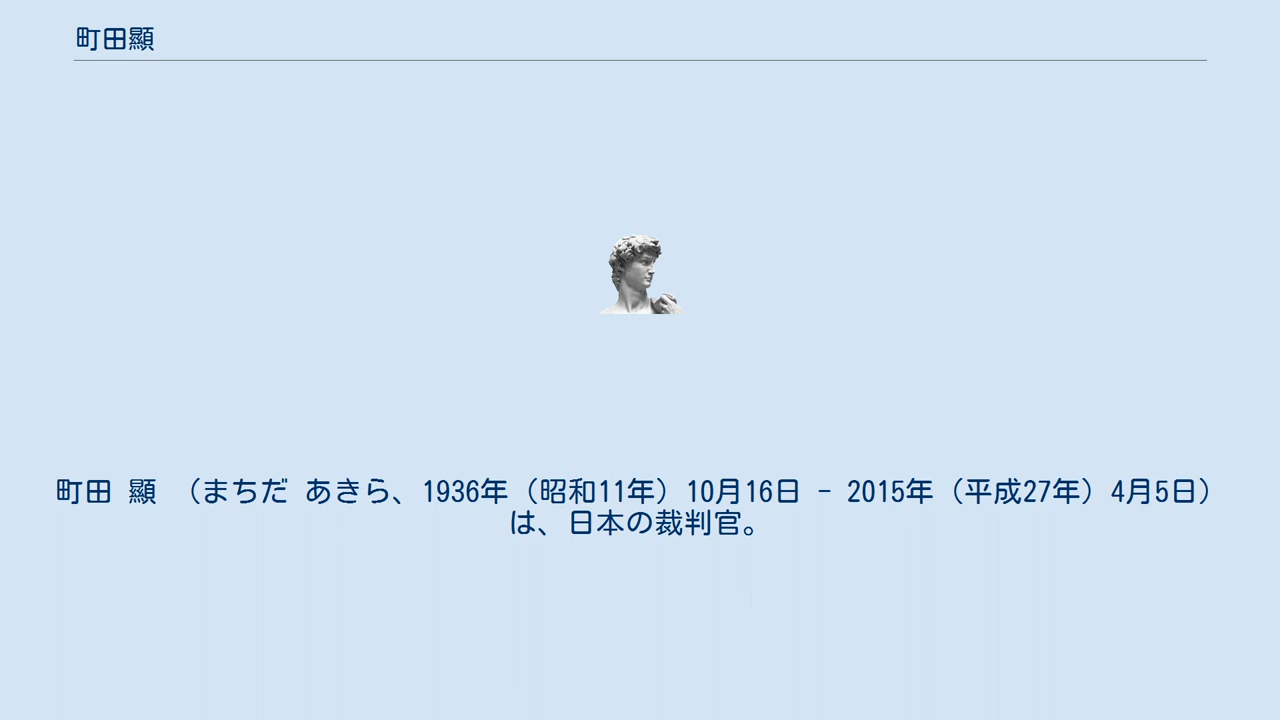 町田顯
町田 顯 （まちだ あきら、1936年（昭和11年）10月16日 - 2015年（平成27年）4月5日）
は、日本の裁判官。